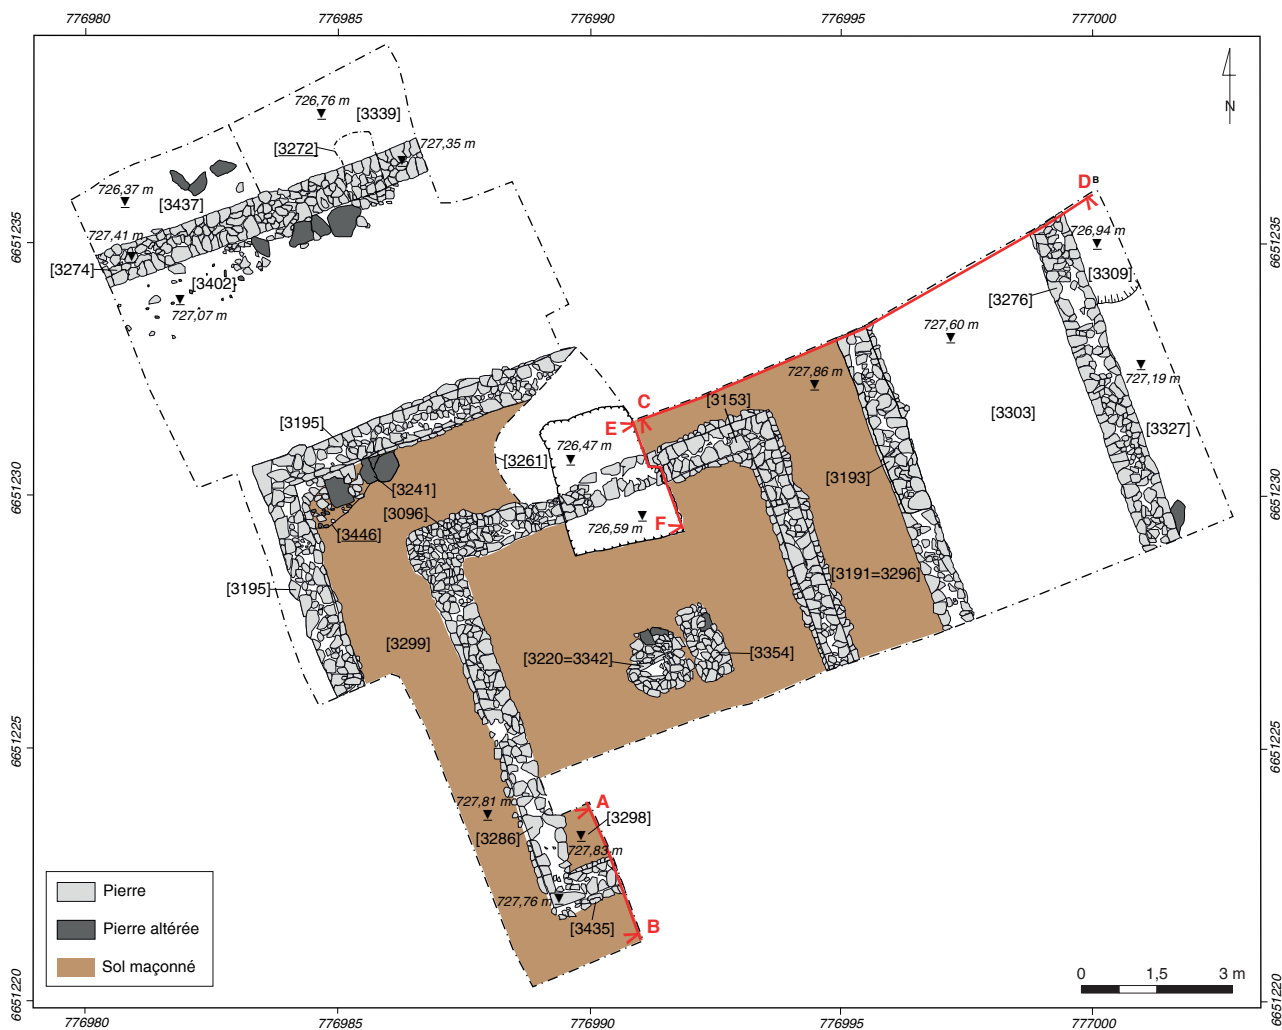 776980 776985 776990 776995 777000
6651235
6651230
6651225
6651220
6651235
6651230
6651225
6651220
N
726,76 m
[3339]
[3272]
727,35 m
726,37 m
[3437]
727,41 m
[3274]
[3402]
727,07 m
D B
726,94 m
[3309]
[3276]
727,60 m
727,86 m
727,19 m
C
[3153]
[3303]
[3195]
E
[3327]
726,47 m
[3261]
[3193]
[3241]
[3096]
F
726,59 m
[3446]
[3191=3296]
[3195]
[3299]
[3220=3342]
[3354]
727,81 m
A
[3298]
[3286]
727,83 m
727,76 m
[3435]
B
Pierre
Pierre altérée
Sol maçonné
0 1,5 3 m
776980 776985 776990 776995 777000